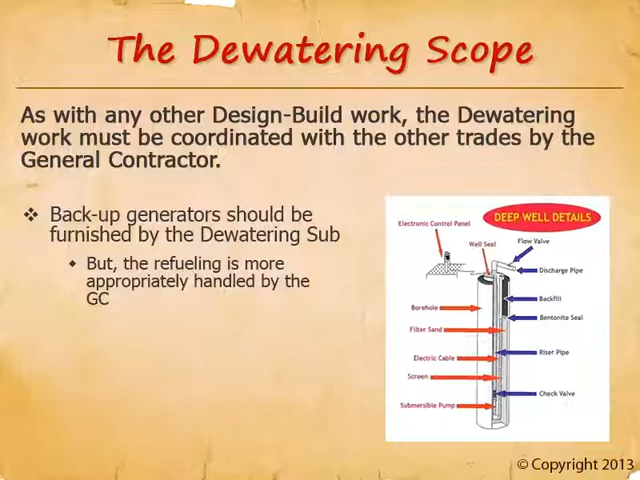 The Dewatering Scope
As with any other Design-Build work, the Dewatering
work must be coordinated with the other trades by the
General Contractor.
Back-up generators should be
furnished by the Dewatering Sub
But, the refueling is more
appropriately handled by the
GC
DEEP WELL DETAILS
Electronic Control Panel
Well Seal
Flow Valve
Discharge Pipe
Backfill
Borehole
Bentonite Seal
Filter Sand
Riser Pipe
Electric Cable
Screen
Check Valve
Submersible Pump
© Copyright 2013